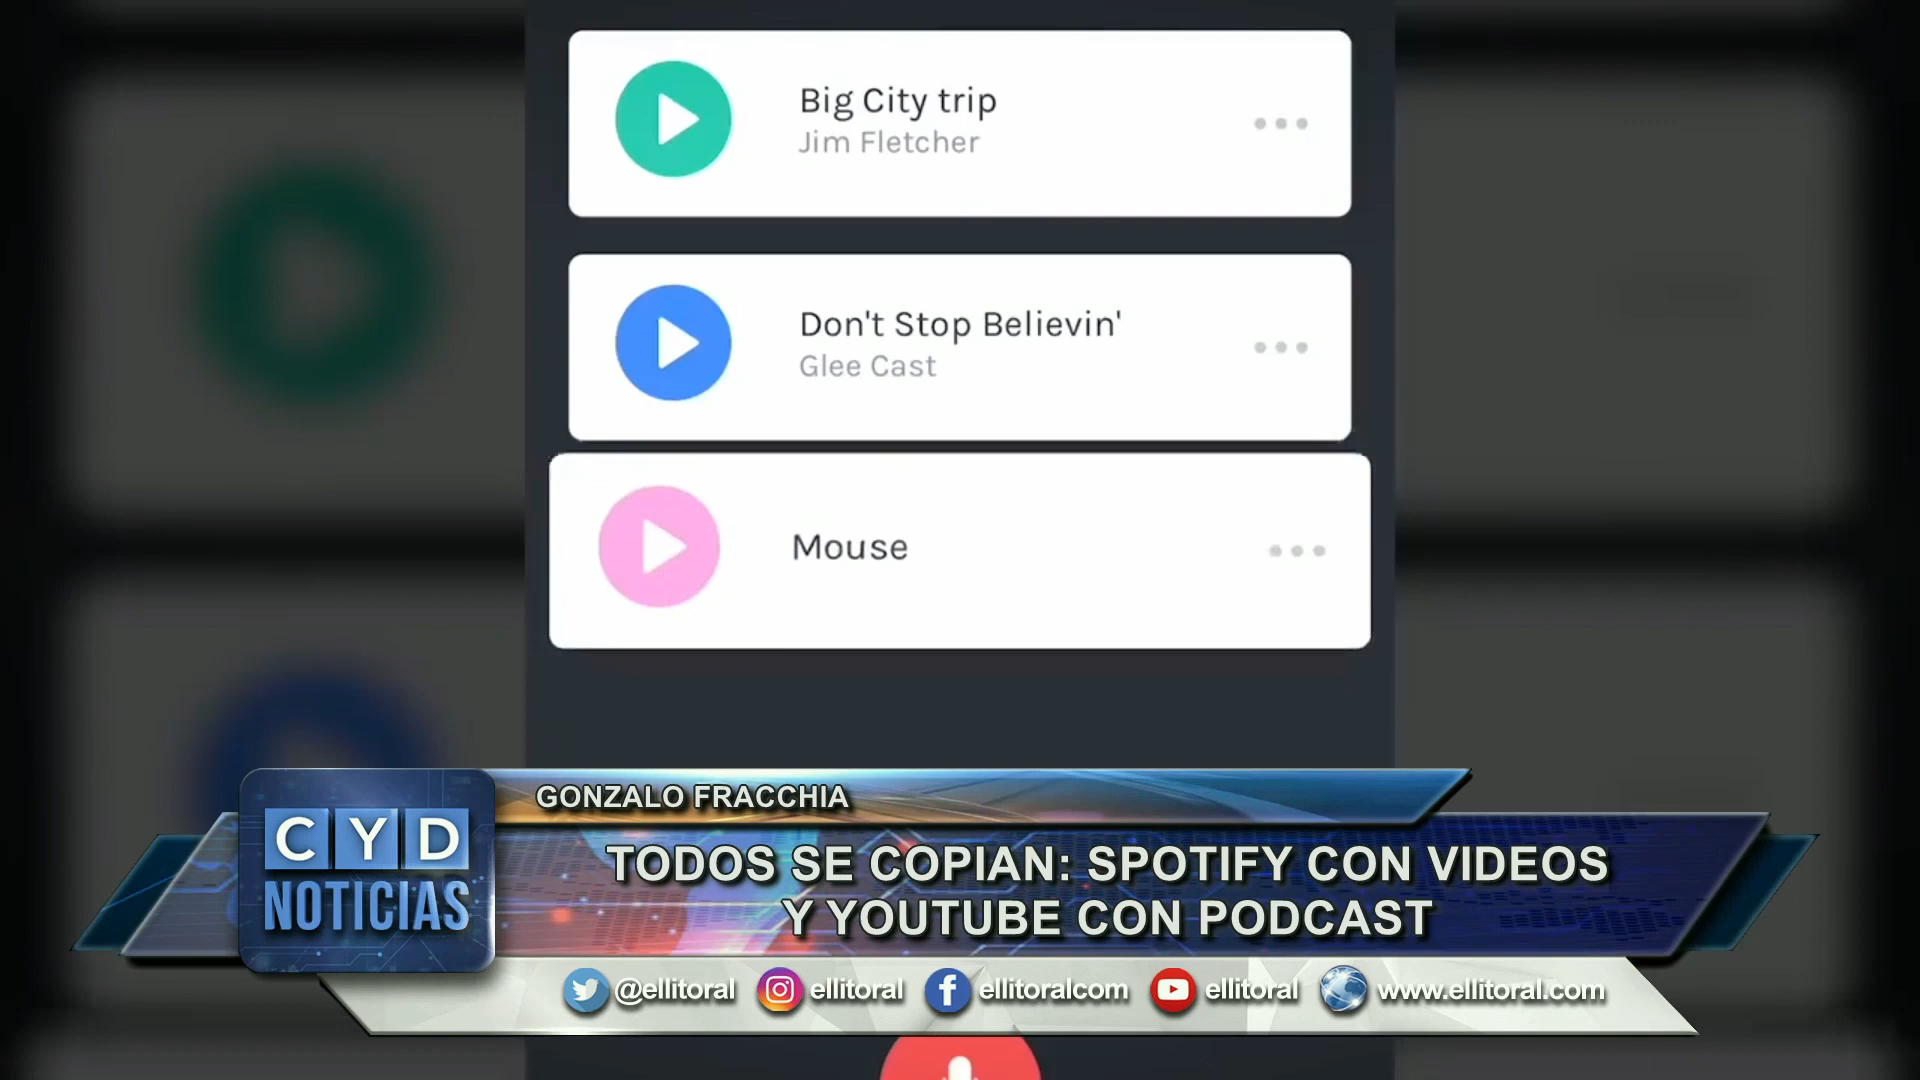 Big City trip
Jim Fletcher
Don't Stop Believin'
Glee Cast
Mouse
GONZALO FRACCHIA
CYD
NOTICIAS
TODOS SE COPIAN: SPOTIFY CON VIDEOS
Y YOUTUBE CON PODCAST
@ellitoral ellitoral ellitoralcom ellitoral www.ellitoral.com